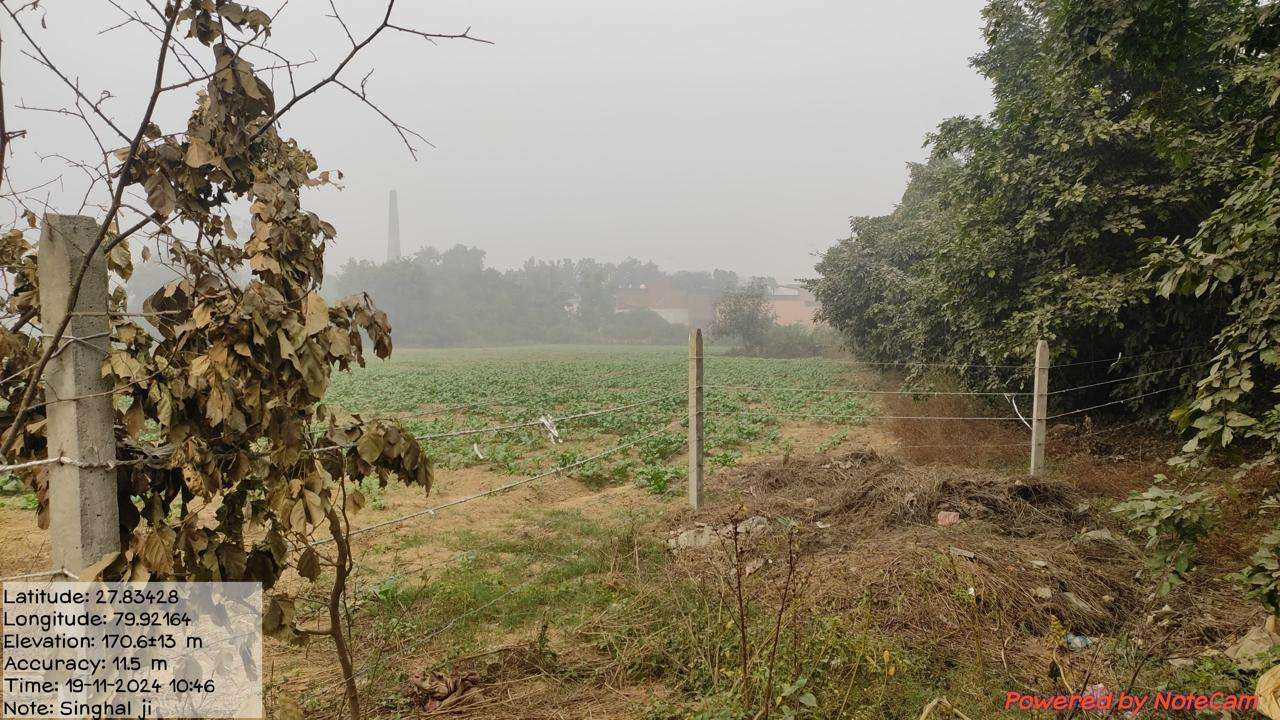 Latitude: 27.83428
Longitude: 79.92164
Elevation: 170.6±13 m
Accuracy: 11.5 m
Time: 19-11-2024 10:46
Note: Singhal ji
Powered by NoteCam